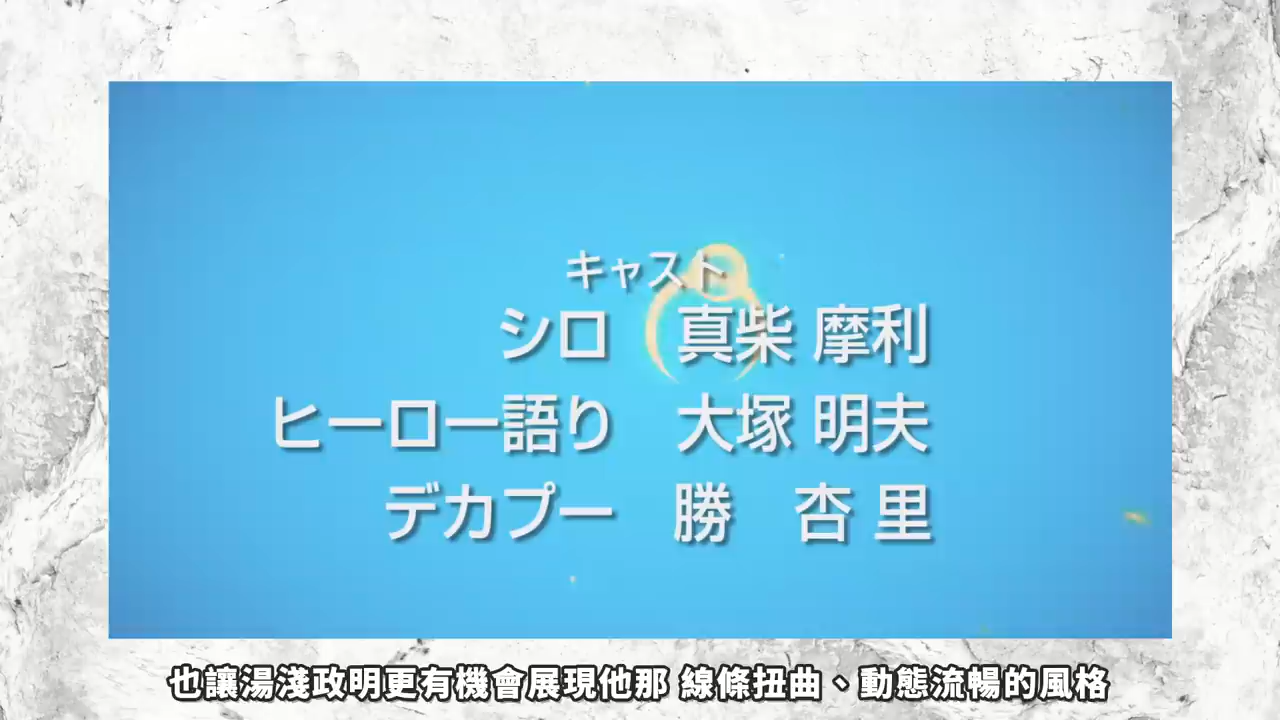 キャスト
シロ 真柴 摩利
ヒーロー語り 大塚 明夫
デカプー 勝 杏里
也讓湯淺政明更有機會展現他那 線條扭曲、動態流暢的風格